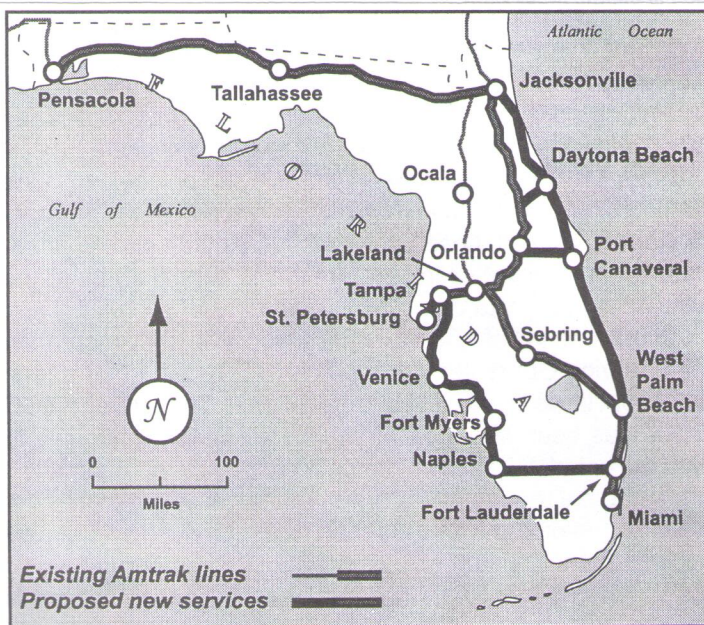 Atlantic Ocean
Jacksonville
Pensacola
Tallahassee
FLORIDA
Daytona Beach
Ocala
Gulf of Mexico
Lakeland
Orlando
Port
Canaveral
Tampa
St. Petersburg
Sebring
West
Palm
Beach
Venice
N
Fort Myers
Naples
0 100
Miles
Fort Lauderdale
Miami
Existing Amtrak lines
Proposed new services